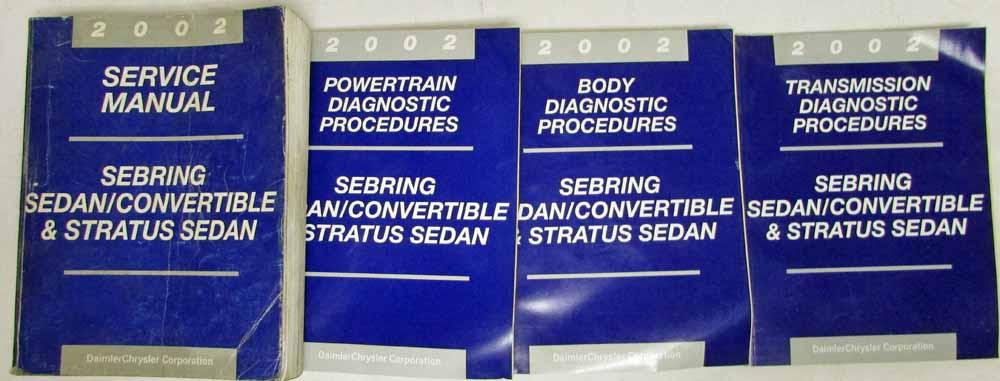 2002
SERVICE
MANUAL
SEBRING
SEDAN/CONVERTIBLE
& STRATUS SEDAN
DaimlerChrysler Corporation
2002
POWERTRAIN
DIAGNOSTIC
PROCEDURES
SEBRING
AN/CONVERTIBLE
STRATUS SEDAN
DaimlerChrysler Corporation
2002
BODY
DIAGNOSTIC
PROCEDURES
SEBRING
DAN/CONVERTIBLE
& STRATUS SEDAN
DaimlerChrysler Corporation
2002
TRANSMISSION
DIAGNOSTIC
PROCEDURES
SEBRING
SEDAN/CONVERTIBLE
& STRATUS SEDAN
DaimlerChrysler Corporation